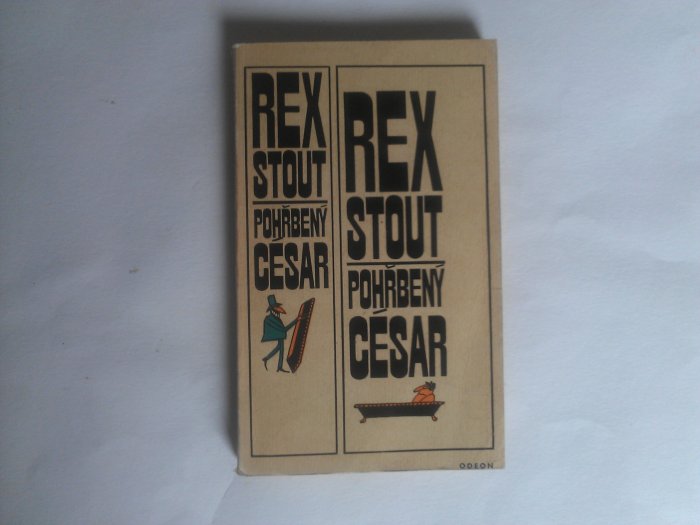 REX
STOUT
POHŘBENÝ
CÉSAR
REX
STOUT
POHŘBENÝ
CÉSAR
ODEON